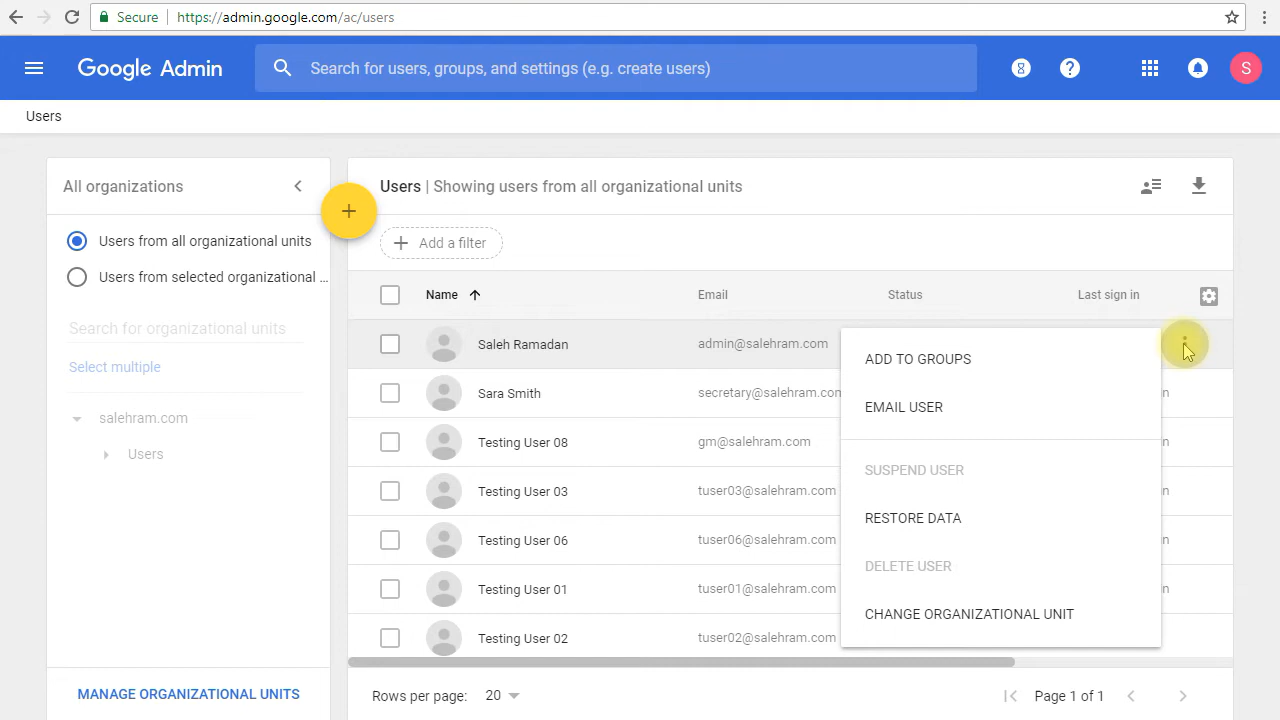 Secure https://admin.google.com/ac/users
Google Admin
Search for users, groups, and settings (e.g. create users)
S
Users
All organizations
Users from all organizational units
Users from selected organizational ...
Search for organizational units
Select multiple
salehram.com
Users
MANAGE ORGANIZATIONAL UNITS
Users | Showing users from all organizational units
Add a filter
Name Email Status Last sign in
Saleh Ramadan admin@salehram.com
Sara Smith secretary@salehram.com
Testing User 08 gm@salehram.com
Testing User 03 tuser03@salehram.com
Testing User 06 tuser06@salehram.com
Testing User 01 tuser01@salehram.com
Testing User 02 tuser02@salehram.com
ADD TO GROUPS
EMAIL USER
SUSPEND USER
RESTORE DATA
DELETE USER
CHANGE ORGANIZATIONAL UNIT
Rows per page: 20 Page 1 of 1